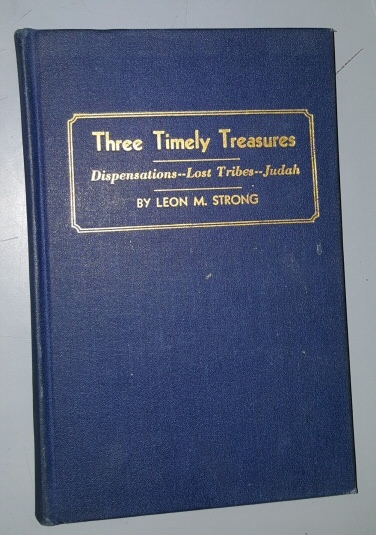 Three Timely Treasures
Dispensations--Lost Tribes--Judah
BY LEON M. STRONG